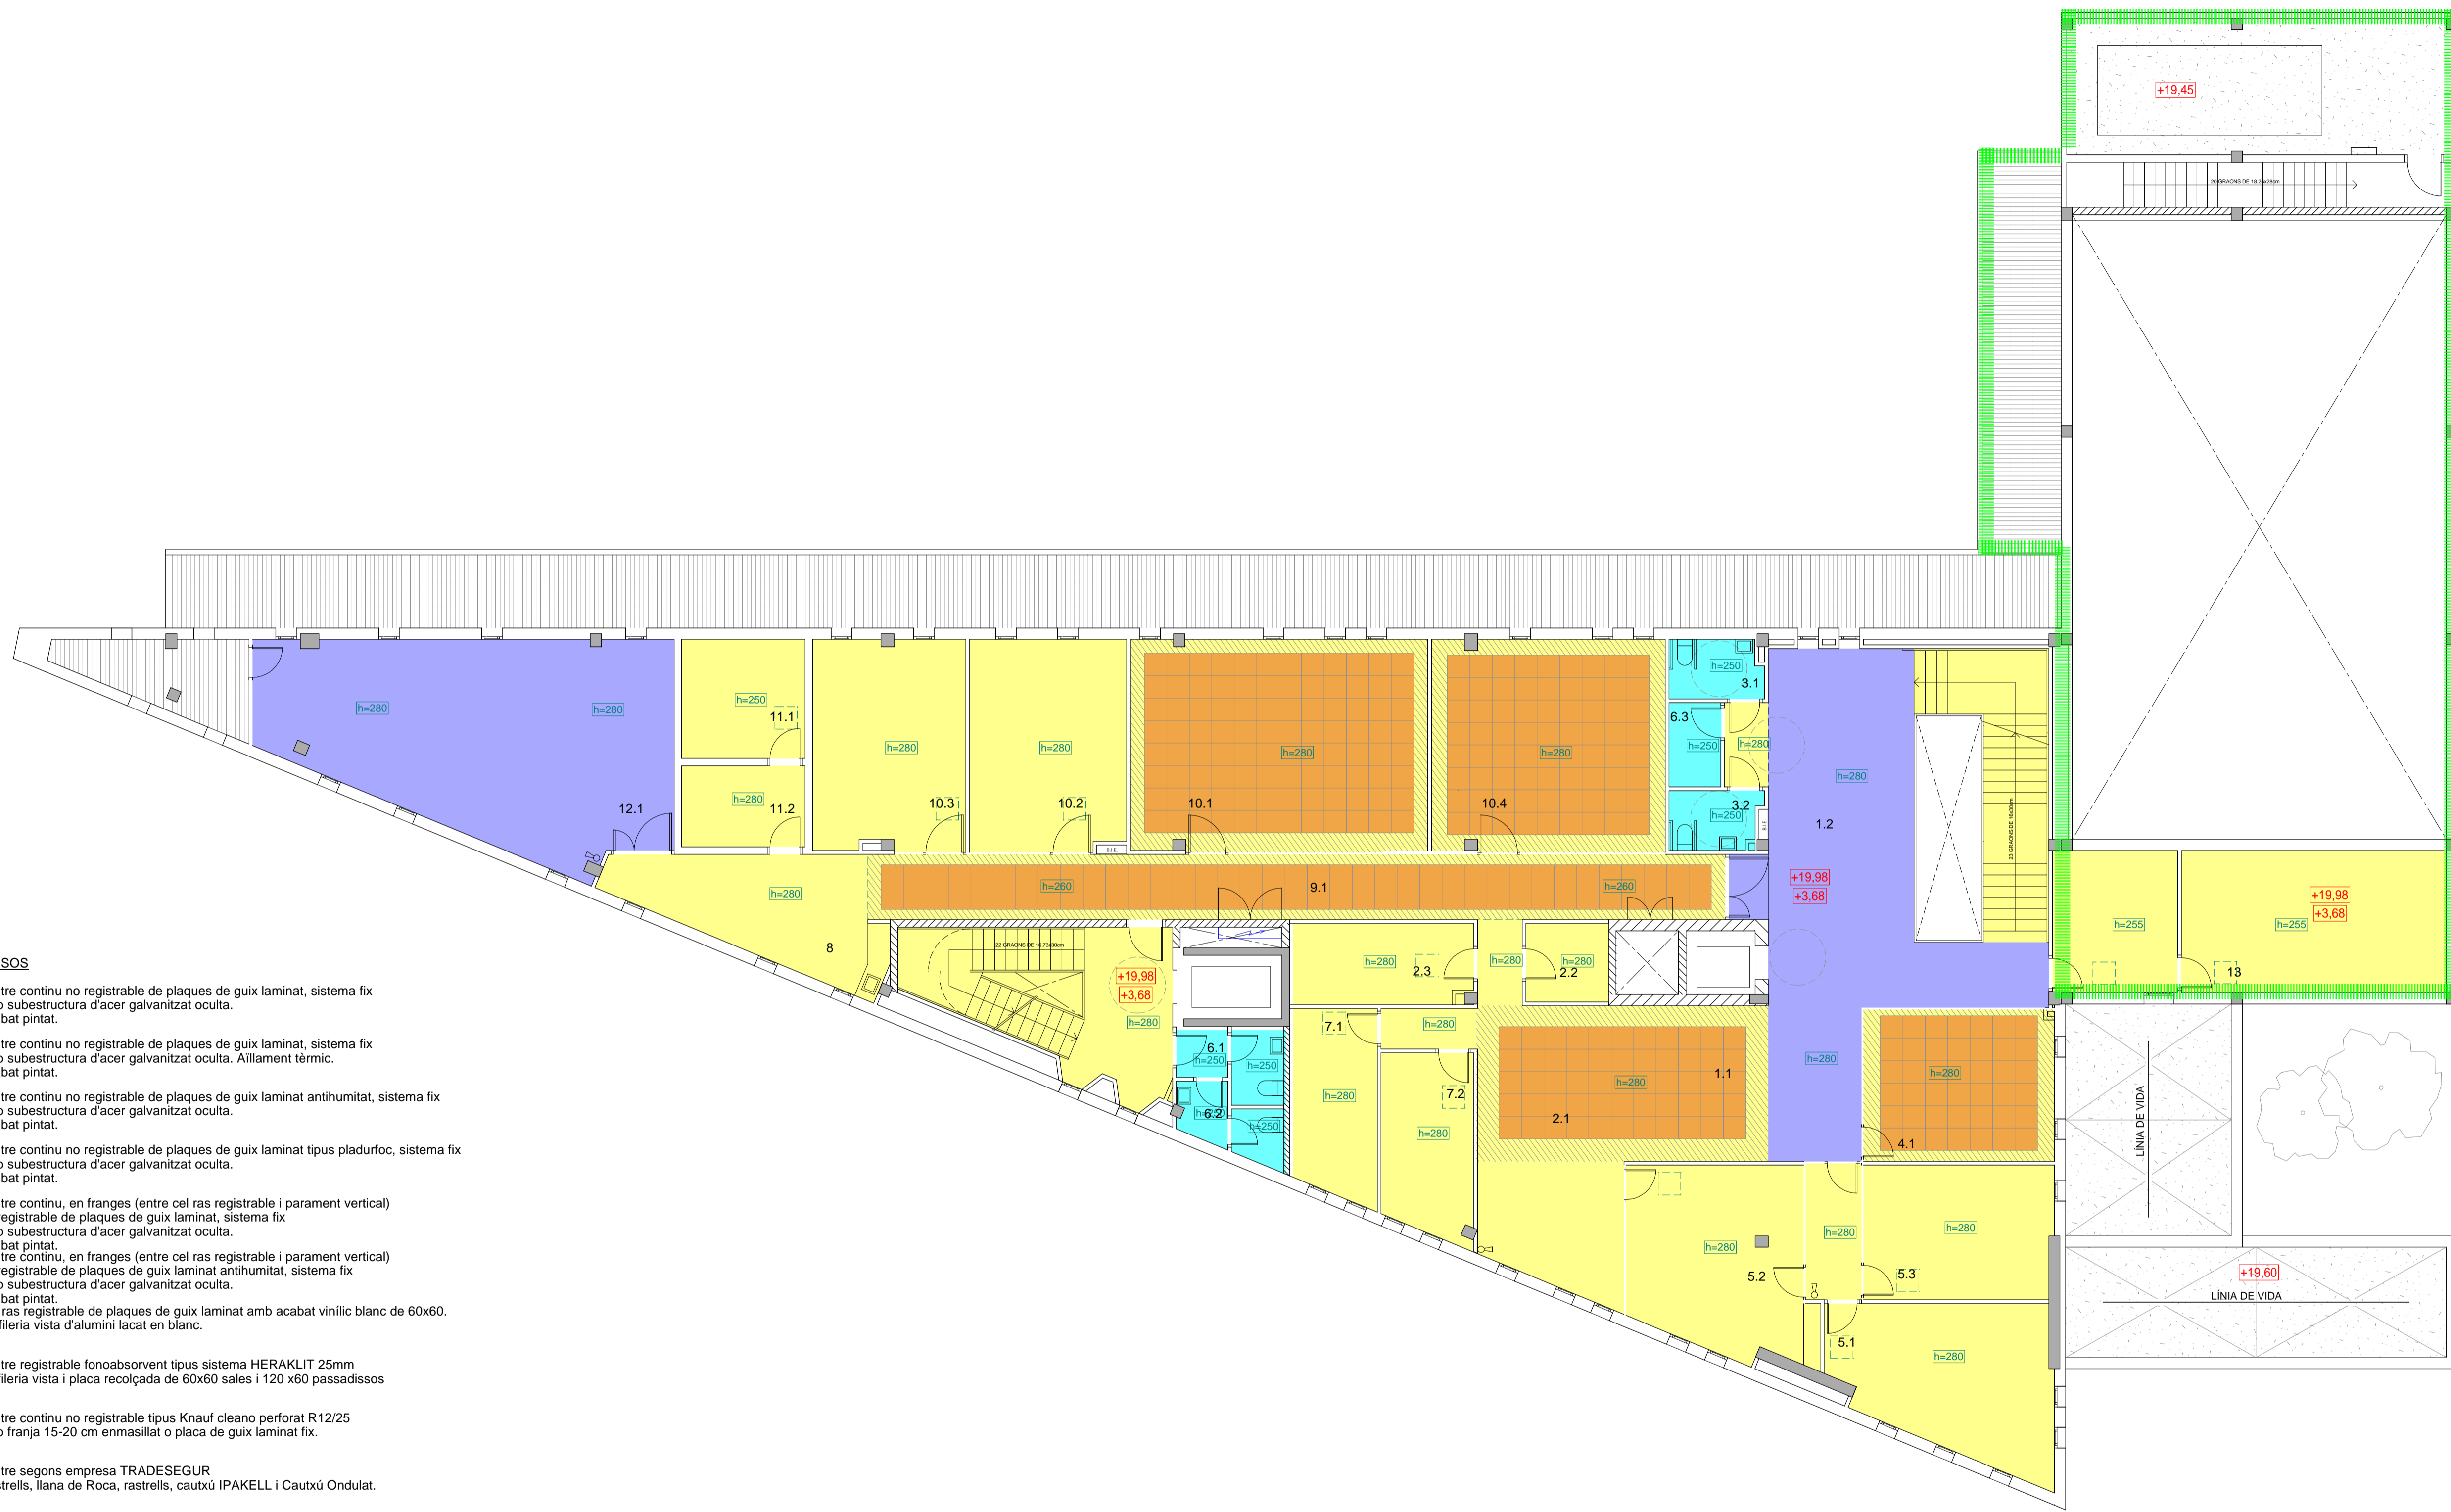 +19,45
20 GRAONS DE 18.25x28cm
h=280
h=280
h=250
11.1
h=280
11.2
12.1
h=280
10.3
h=280
10.2
h=280
10.1
h=280
10.4
h=250
3.1
6.3
h=250
h=280
3.2
h=250
B.I.E.
B.I.E.
h=280
1.2
23 GRAONS DE 16x30cm
+19,98
+3,68
h=260
9.1
h=260
h=280
8
22 GRAONS DE 16,73x30cm
+19,98
+3,68
h=280
h=280
2.3
h=280
h=280
2.2
h=255
+19,98
+3,68
h=255
13
6.1
h=250
h=250
6.2
h=250
7.1
h=280
h=280
7.2
h=280
h=280
1.1
2.1
h=280
h=280
4.1
h=280
5.2
h=280
h=280
5.3
5.1
h=280
LÍNIA DE VIDA
+19,60
LÍNIA DE VIDA
SOS
tre continu no registrable de plaques de guix laminat, sistema fix
o subestructura d'acer galvanitzat oculta.
bat pintat.
tre continu no registrable de plaques de guix laminat, sistema fix
o subestructura d'acer galvanitzat oculta. Aïllament tèrmic.
bat pintat.
tre continu no registrable de plaques de guix laminat antihumitat, sistema fix
o subestructura d'acer galvanitzat oculta.
bat pintat.
tre continu no registrable de plaques de guix laminat tipus pladurfoc, sistema fix
o subestructura d'acer galvanitzat oculta.
bat pintat.
tre continu, en franges (entre cel ras registrable i parament vertical)
registrable de plaques de guix laminat, sistema fix
o subestructura d'acer galvanitzat oculta.
bat pintat.
tre continu, en franges (entre cel ras registrable i parament vertical)
registrable de plaques de guix laminat antihumitat, sistema fix
o subestructura d'acer galvanitzat oculta.
bat pintat.
ras registrable de plaques de guix laminat amb acabat vinílic blanc de 60x60.
fileria vista d'alumini lacat en blanc.
tre registrable fonoabsorvent tipus sistema HERAKLIT 25mm
fileria vista i placa recolçada de 60x60 sales i 120 x60 passadissos
tre continu no registrable tipus Knauf cleano perforat R12/25
o franja 15-20 cm enmasillat o placa de guix laminat fix.
tre segons empresa TRADESEGUR
strells, llana de Roca, rastrells, cautxú IPAKELL i Cautxú Ondulat.